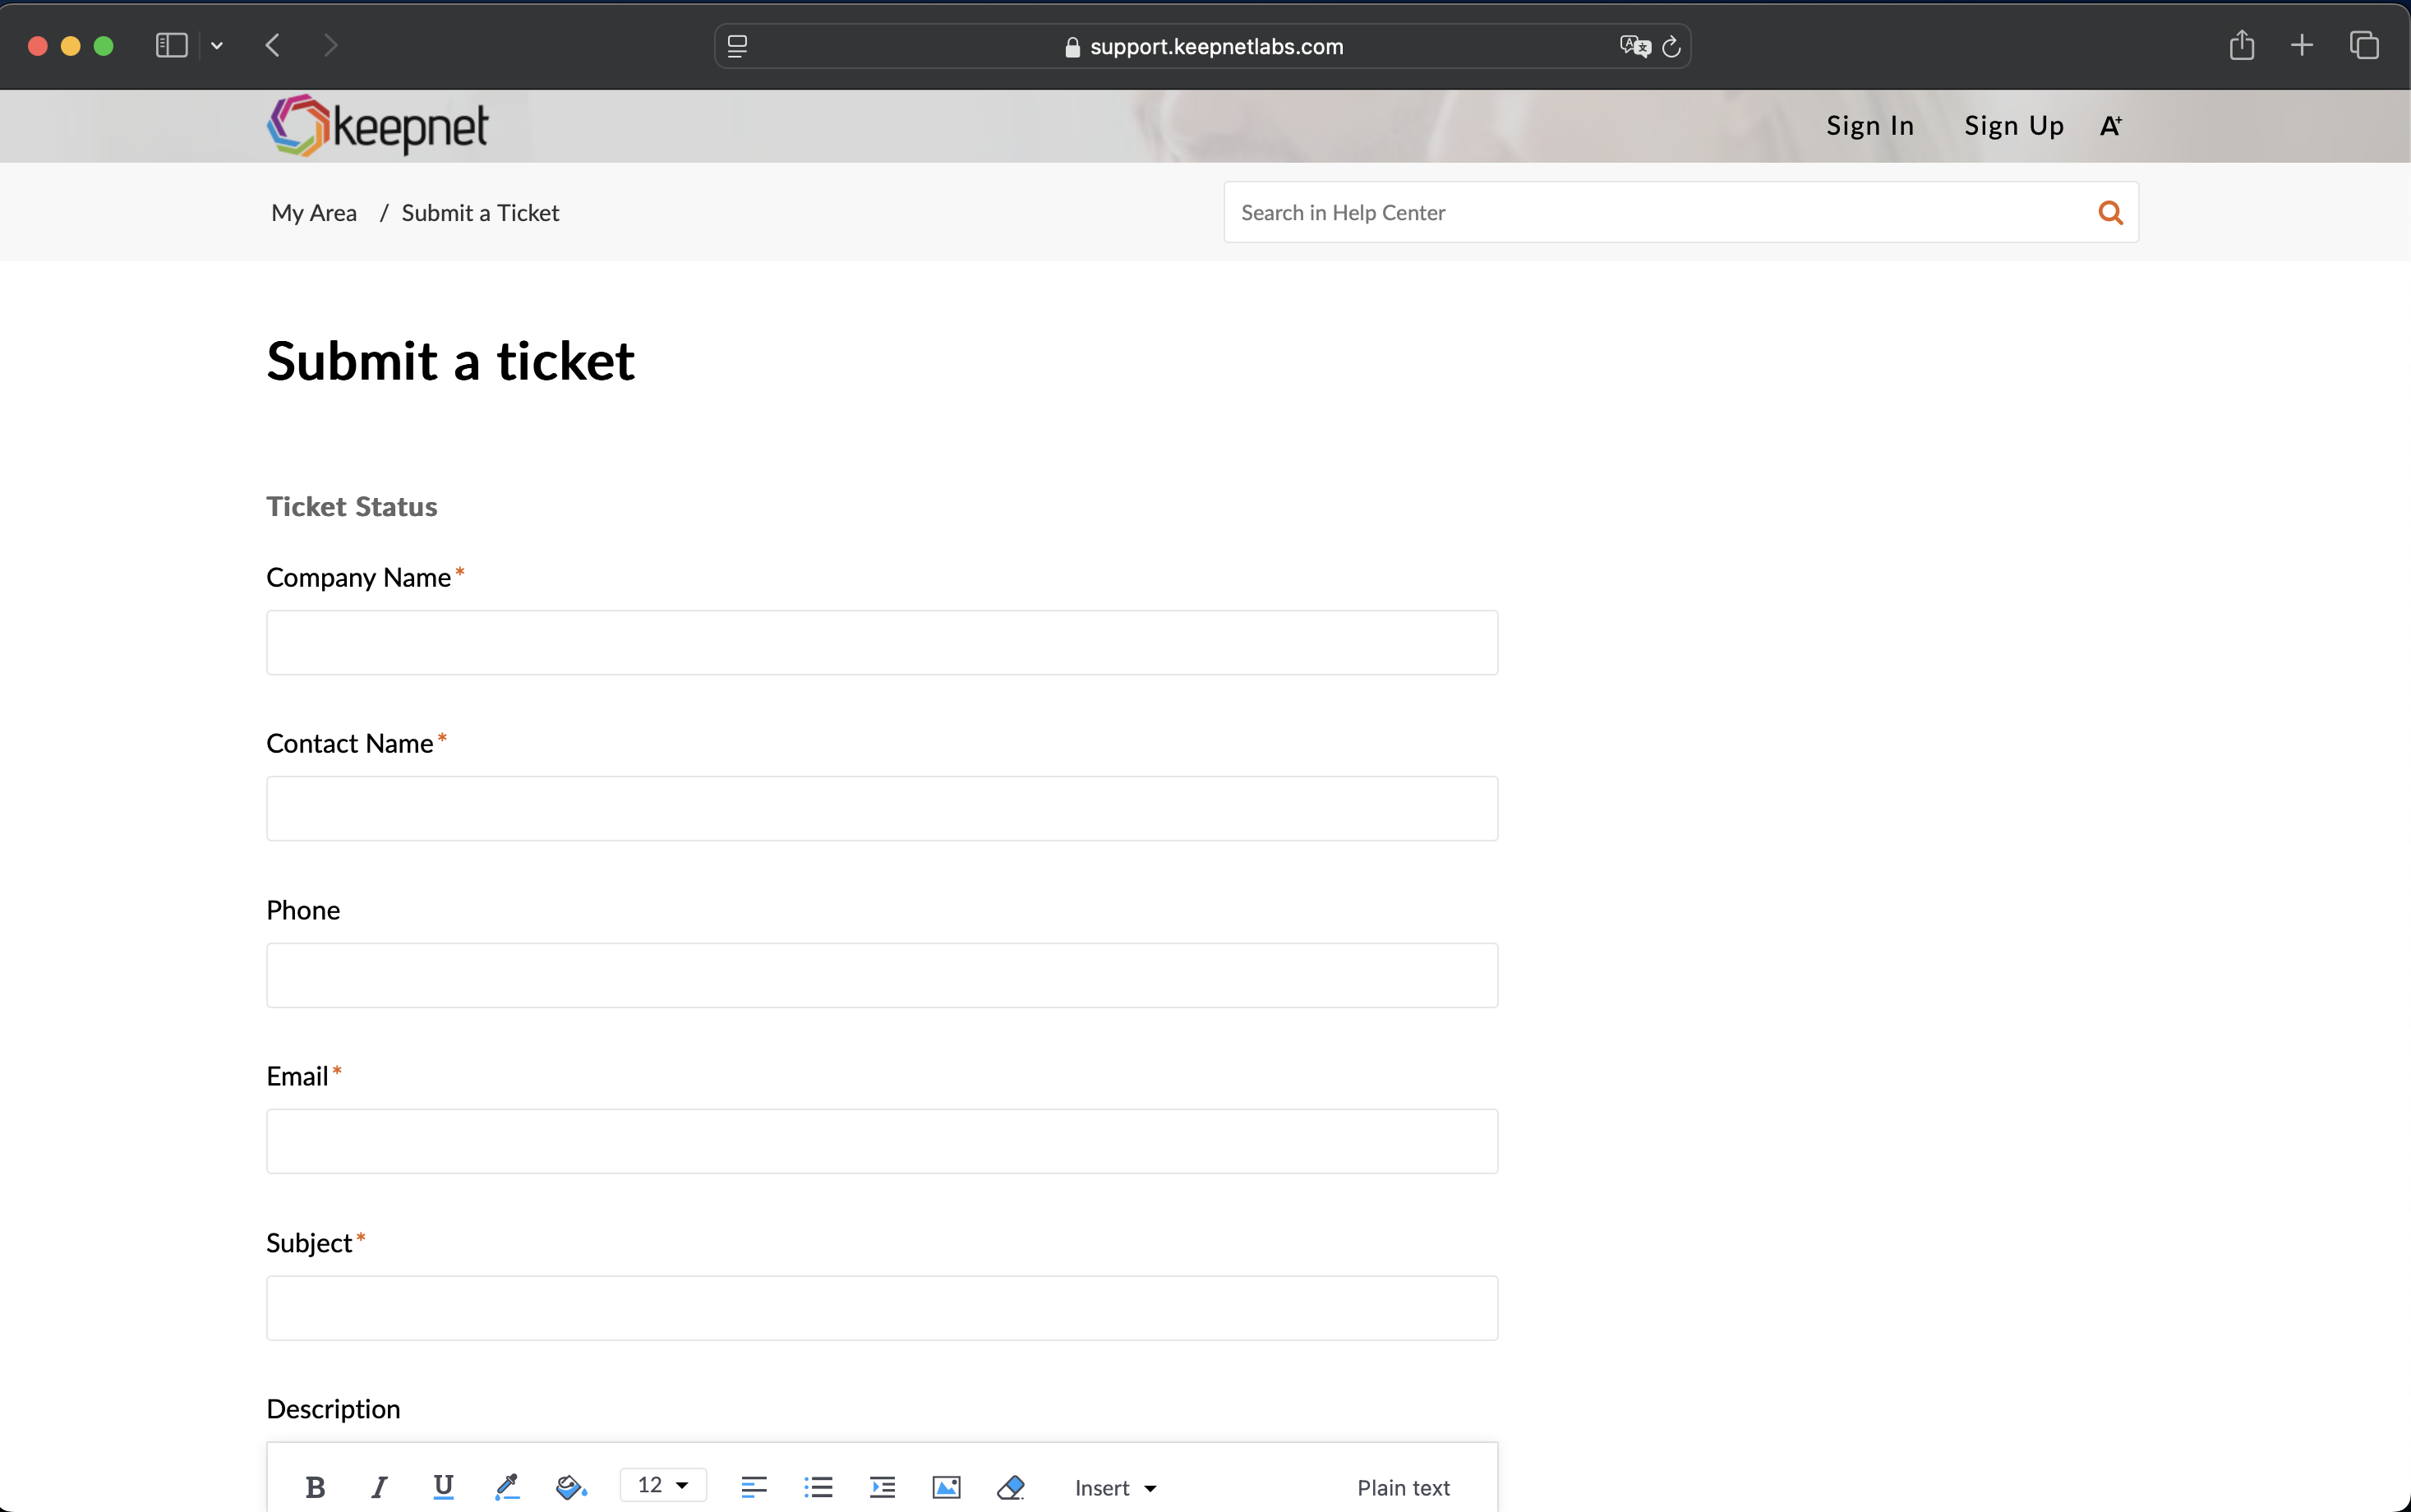 support.keepnetlabs.com
keepnet
Sign In Sign Up A+
My Area / Submit a Ticket
Search in Help Center
Submit a ticket
Ticket Status
Company Name*
Contact Name*
Phone
Email*
Subject*
Description
B I U 12 Insert Plain text